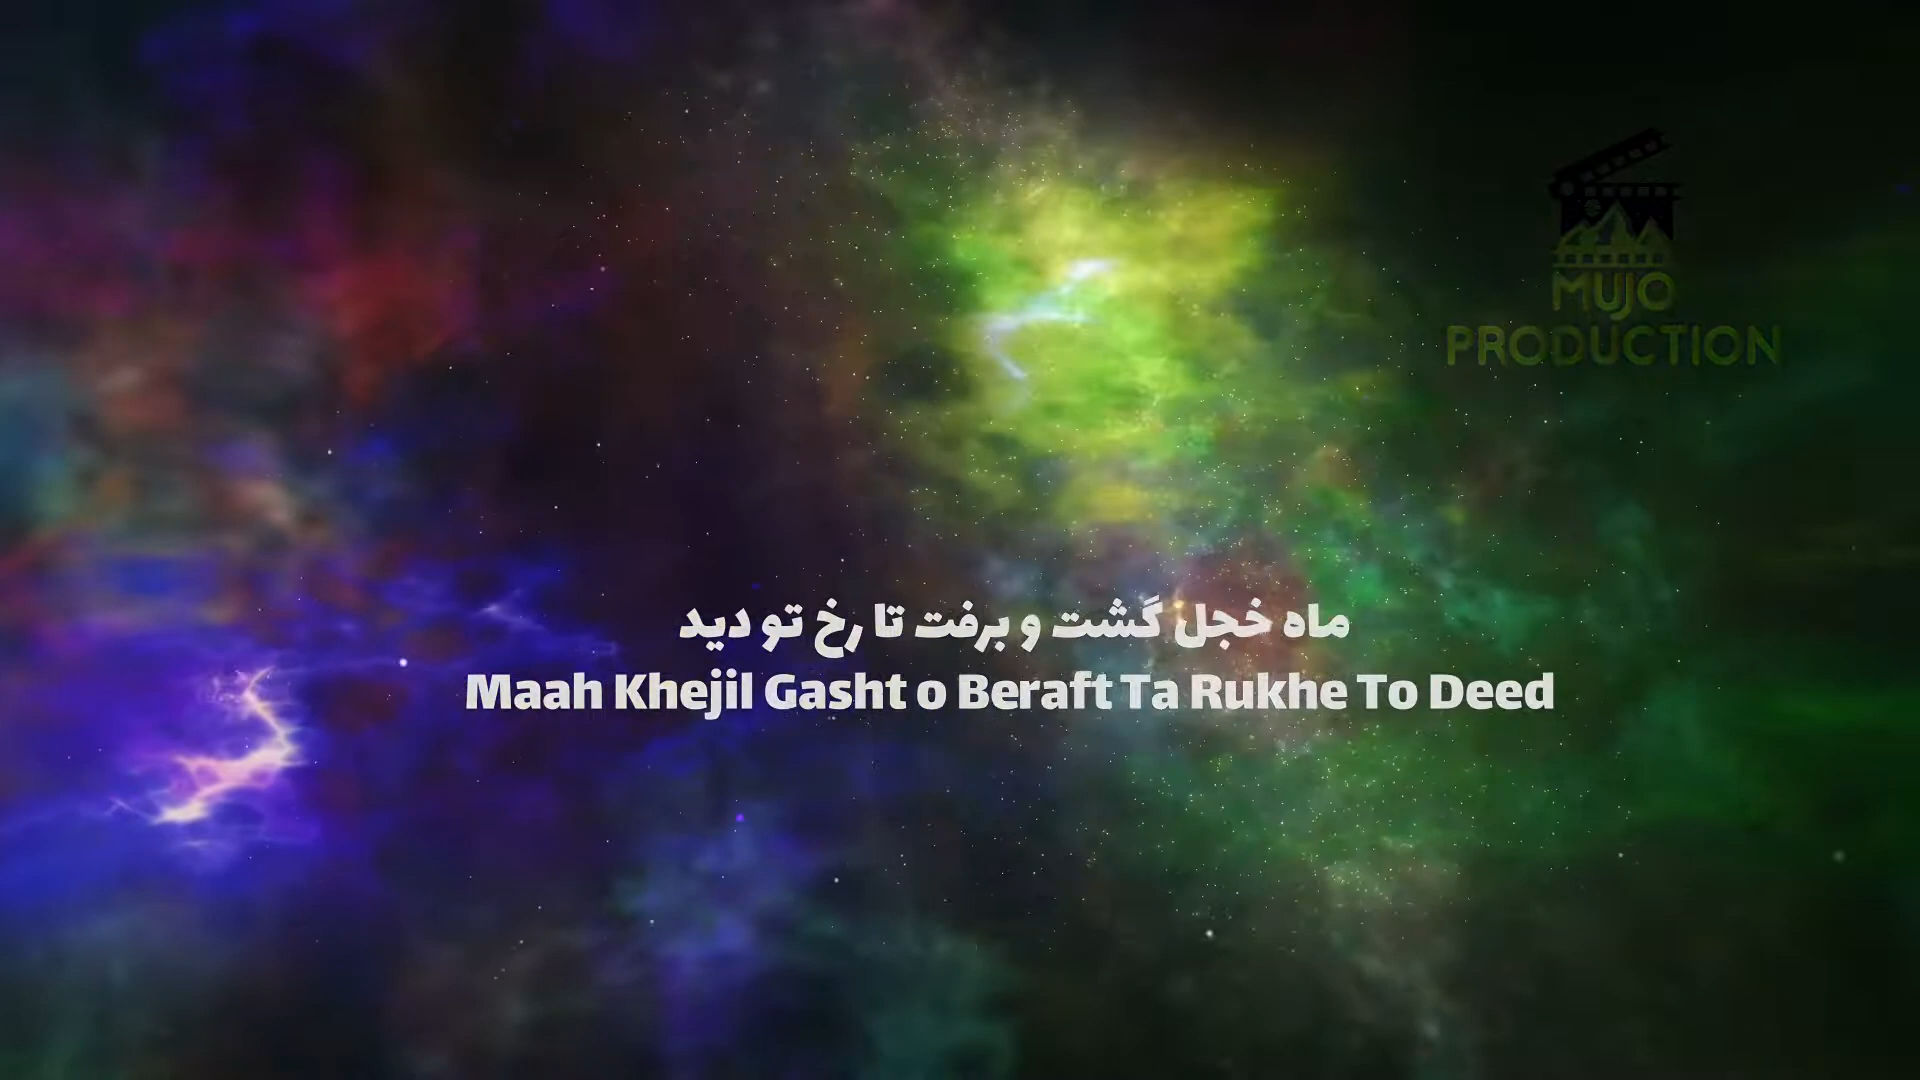 MUJO
PRODUCTION
ماه خجل گشت و برفت تا رخ تو دید
Maah Khejil Gasht o Beraft Ta Rukhe To Deed